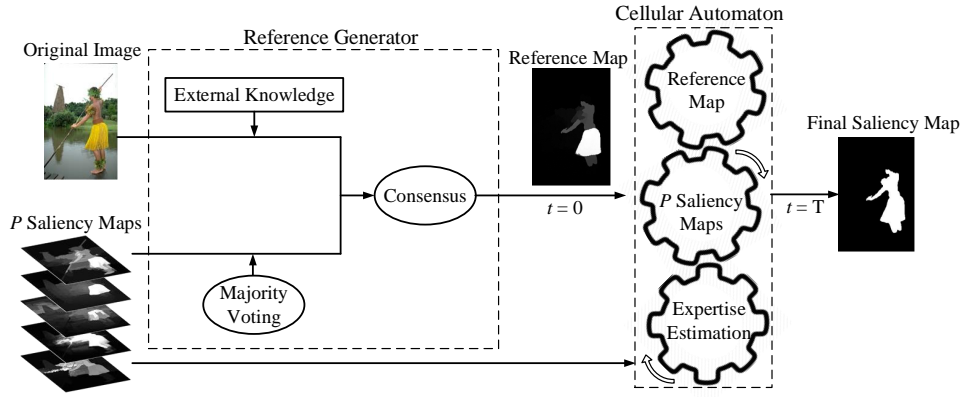 Cellular Automaton
Reference Generator
Original Image
Reference Map
External Knowledge
Reference
Map
Final Saliency Map
Consensus
t = 0
P Saliency
Maps
t = T
P Saliency Maps
Majority
Voting
Expertise
Estimation